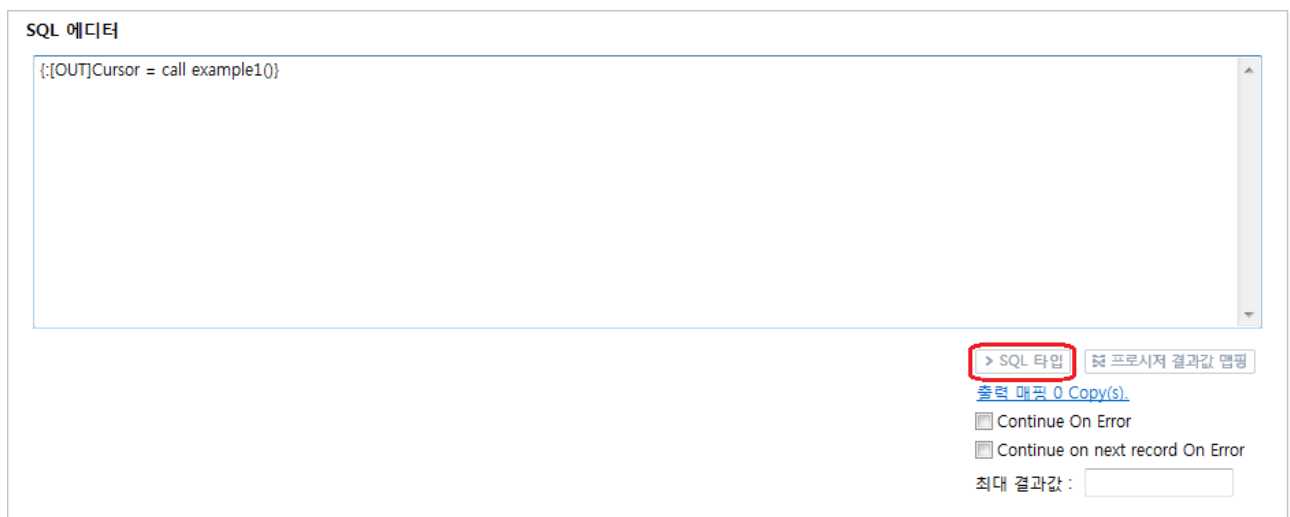 SQL 에디터
{:[OUT]Cursor = call example1()}
> SQL 타입 프로시저 결과값 맵핑
출력 매핑 0 Copy(s).
Continue On Error
Continue on next record On Error
최대 결과값 :